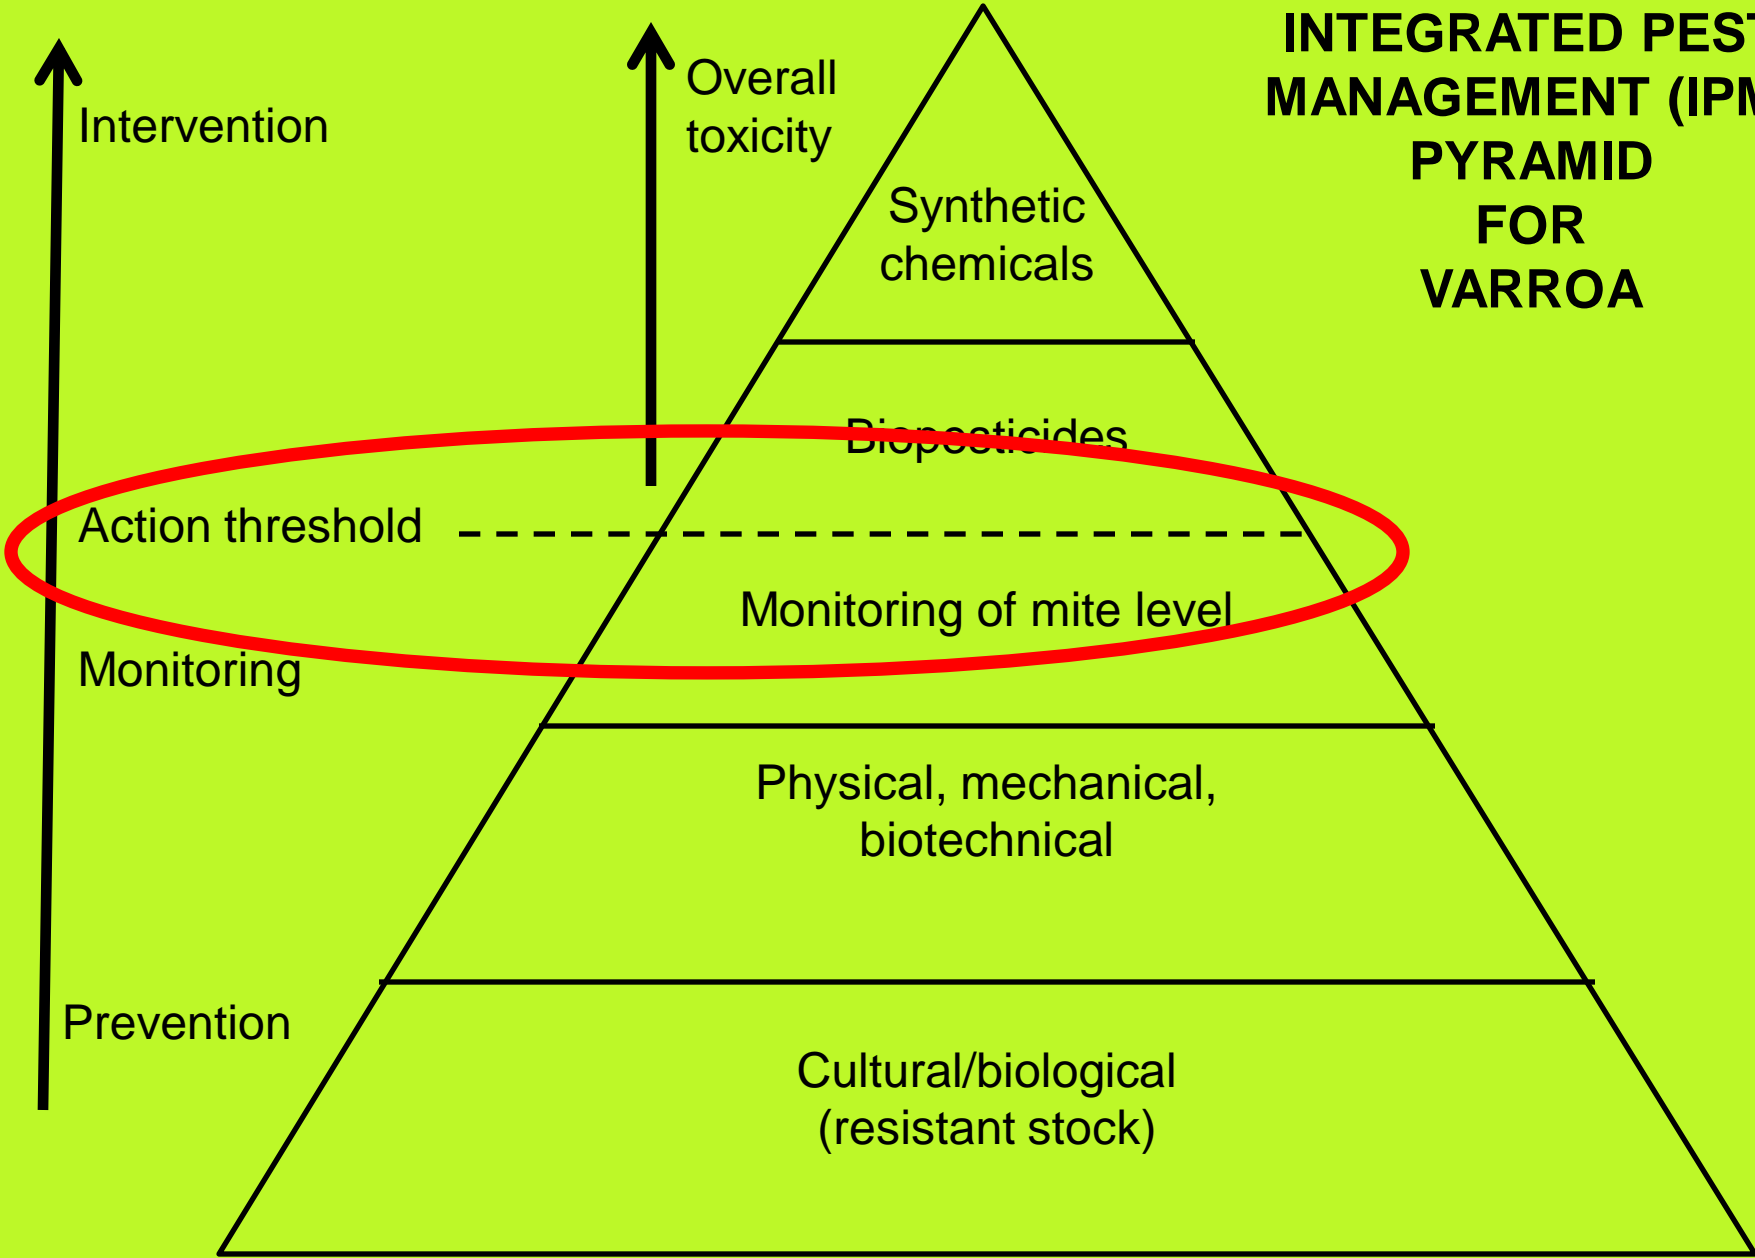 INTEGRATED PEST
MANAGEMENT (IPM
PYRAMID
FOR
VARROA
Intervention
Overall
toxicity
Synthetic
chemicals
Biopesticides
Action threshold
Monitoring of mite level
Monitoring
Physical, mechanical,
biotechnical
Prevention
Cultural/biological
(resistant stock)